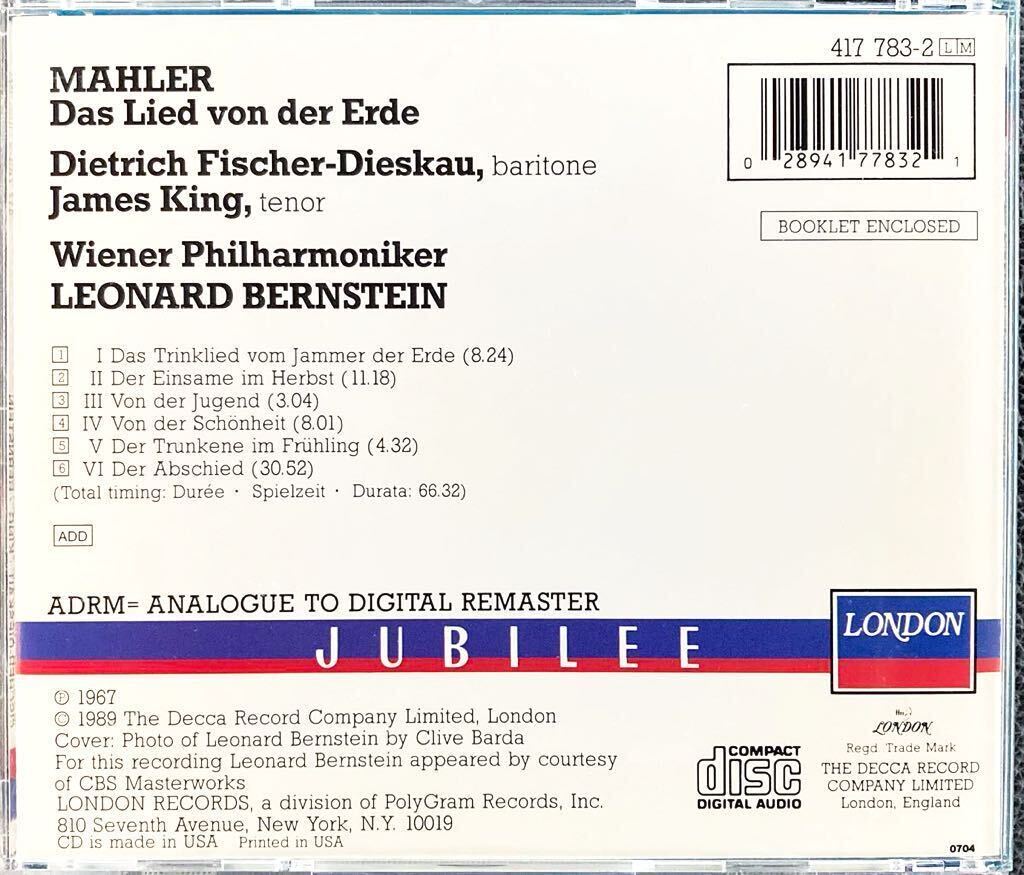 417 783-2 LM
MAHLER
Das Lied von der Erde
Dietrich Fischer-Dieskau, baritone
James King, tenor
Wiener Philharmoniker
LEONARD BERNSTEIN
0 28941 77832 1
BOOKLET ENCLOSED
1 I Das Trinklied vom Jammer der Erde (8.24)
2 II Der Einsame im Herbst (11.18)
3 III Von der Jugend (3.04)
4 IV Von der Schönheit (8.01)
5 V Der Trunkene im Frühling (4.32)
6 VI Der Abschied (30.52)
(Total timing: Durée · Spielzeit · Durata: 66.32)
ADD
ADRM= ANALOGUE TO DIGITAL REMASTER
JUBILEE
LONDON
℗ 1967
© 1989 The Decca Record Company Limited, London
Cover: Photo of Leonard Bernstein by Clive Barda
For this recording Leonard Bernstein appeared by courtesy
of CBS Masterworks
LONDON RECORDS, a division of PolyGram Records, Inc.
810 Seventh Avenue, New York, N.Y. 10019
CD is made in USA Printed in USA
COMPACT
disc
DIGITAL AUDIO
LONDON
Regd. Trade Mark
THE DECCA RECORD
COMPANY LIMITED
London, England
0704